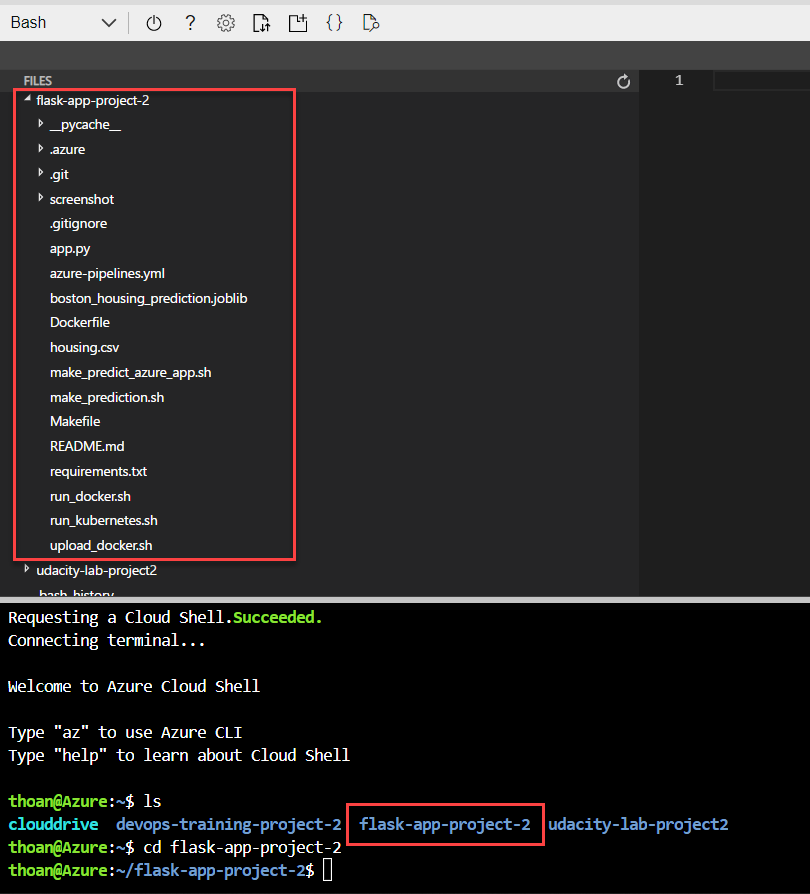 Bash
?
{ }
FILES
1
flask-app-project-2
__pycache__
.azure
.git
screenshot
.gitignore
app.py
azure-pipelines.yml
boston_housing_prediction.joblib
Dockerfile
housing.csv
make_predict_azure_app.sh
make_prediction.sh
Makefile
README.md
requirements.txt
run_docker.sh
run_kubernetes.sh
upload_docker.sh
udacity-lab-project2
.bash_history
Requesting a Cloud Shell.Succeeded.
Connecting terminal...
Welcome to Azure Cloud Shell
Type "az" to use Azure CLI
Type "help" to learn about Cloud Shell
thoan@Azure:~$ ls
clouddrive devops-training-project-2 flask-app-project-2 udacity-lab-project2
thoan@Azure:~$ cd flask-app-project-2
thoan@Azure:~/flask-app-project-2$